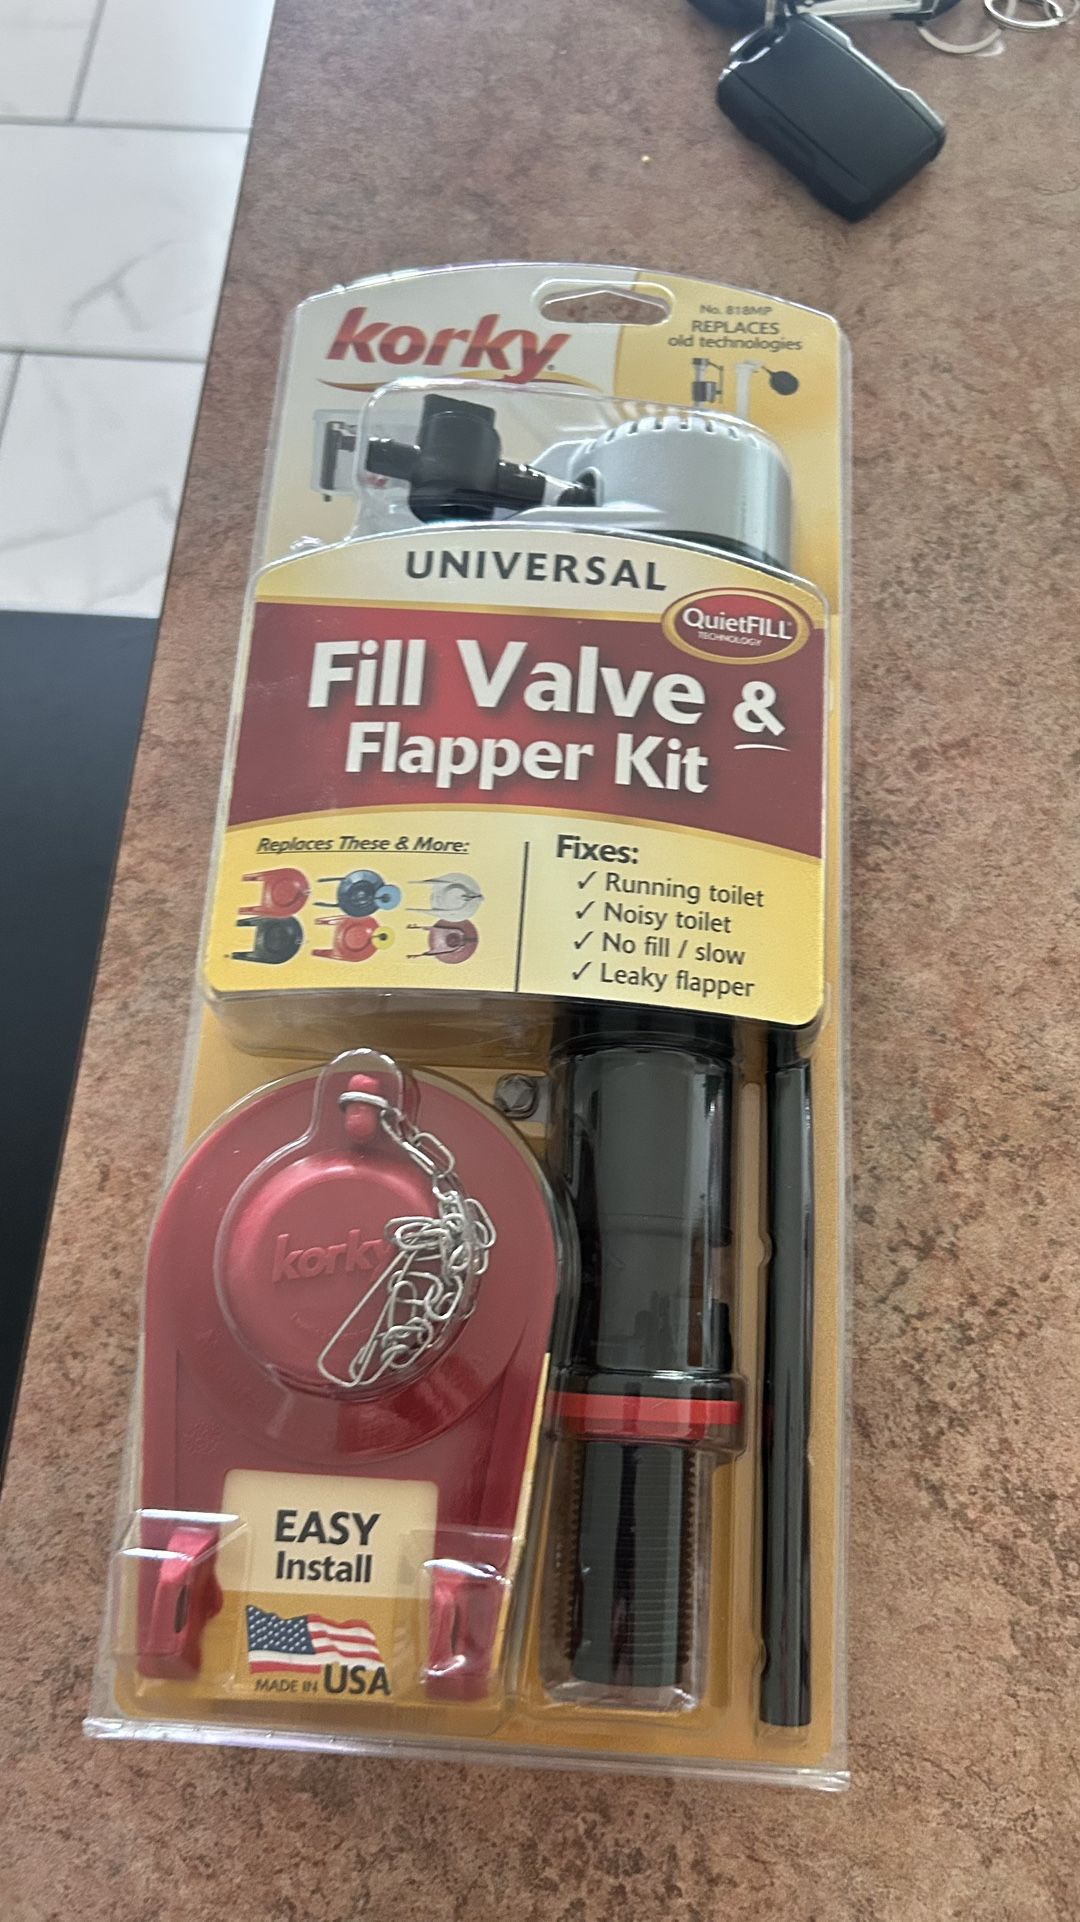 korky®
No. 818MP
REPLACES
old technologies
UNIVERSAL
QuietFILL®
TECHNOLOGY
Fill Valve &
Flapper Kit
Replaces These & More:
Fixes:
✓ Running toilet
✓ Noisy toilet
✓ No fill / slow
✓ Leaky flapper
korky
EASY
Install
MADE IN USA